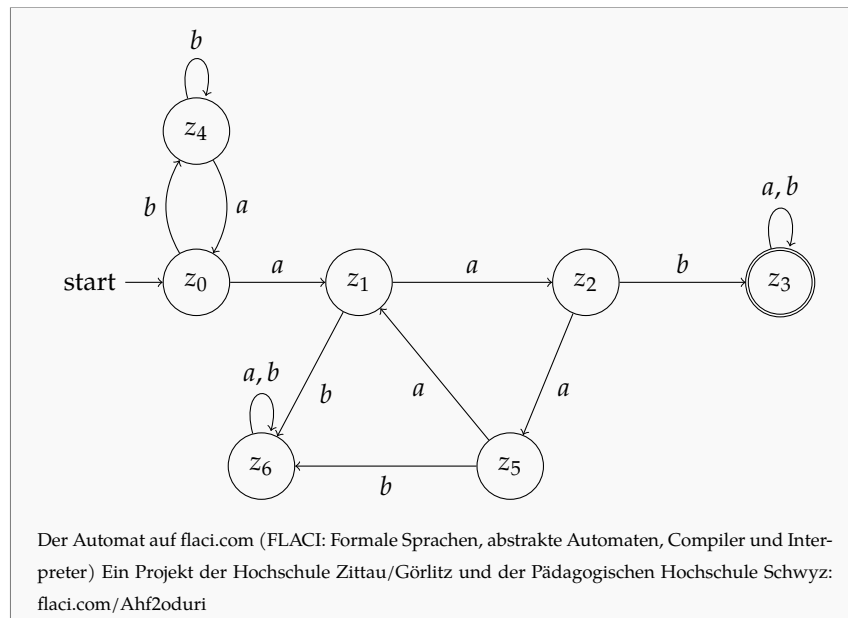 b
z4
a, b
b
a
start
z0
a
z1
a
z2
b
z3
a, b
b
a
a
z6
b
z5
Der Automat auf flaci.com (FLACI: Formale Sprachen, abstrakte Automaten, Compiler und Inter-
preter) Ein Projekt der Hochschule Zittau/Görlitz und der Pädagogischen Hochschule Schwyz:
flaci.com/Ahf2oduri